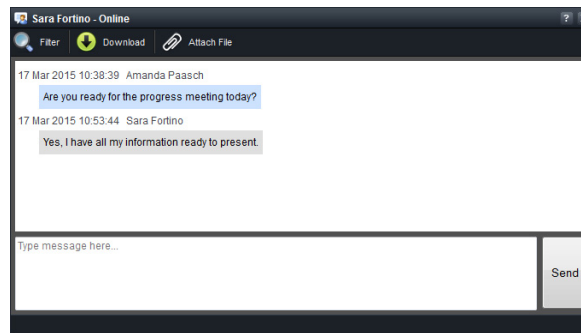 Sara Fortino - Online
?
Filter Download Attach File
17 Mar 2015 10:38:39 Amanda Paasch
Are you ready for the progress meeting today?
17 Mar 2015 10:53:44 Sara Fortino
Yes, I have all my information ready to present.
Type message here...
Send